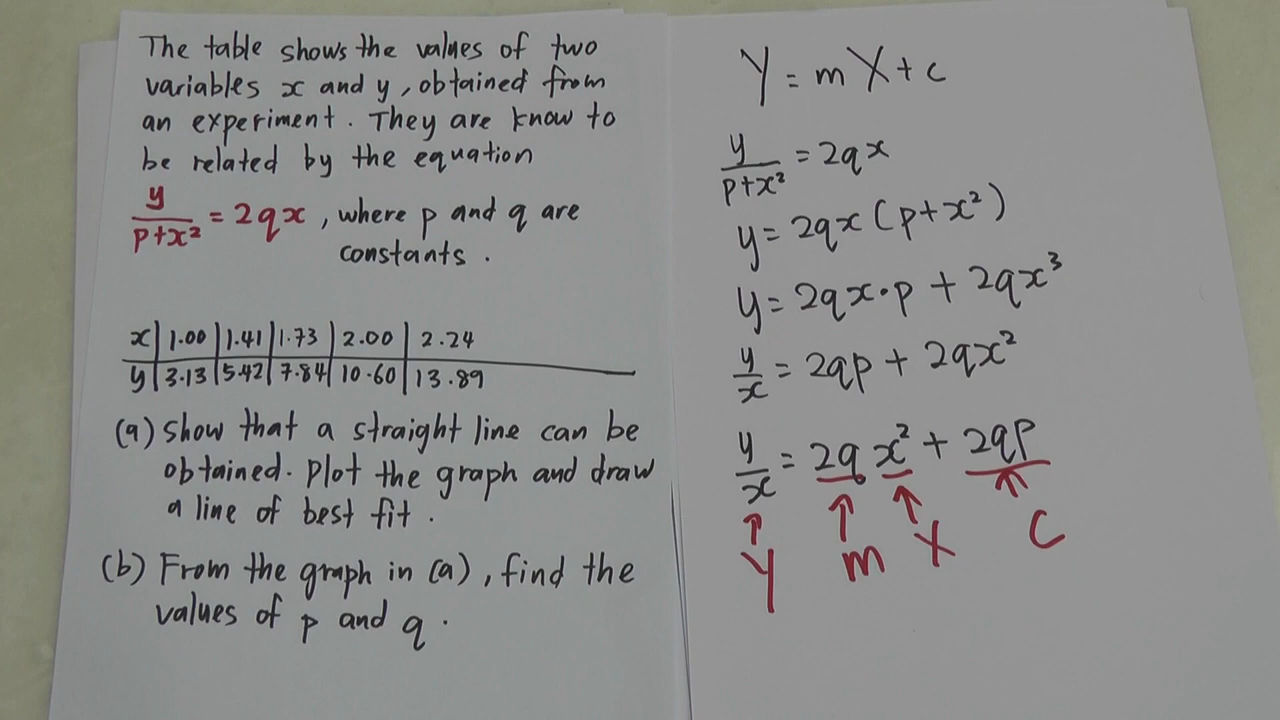 The table shows the values of two
variables x and y, obtained from
an experiment. They are know to
be related by the equation
y/(p+x²) = 2qx, where p and q are
constants.
x | 1.00 | 1.41 | 1.73 | 2.00 | 2.24
y | 3.13 | 5.42 | 7.84 | 10.60 | 13.89
(a) Show that a straight line can be
obtained. Plot the graph and draw
a line of best fit.
(b) From the graph in (a), find the
values of p and q.
Y = mX + c
y/(p+x²) = 2qx
y = 2qx(p+x²)
y = 2qx·p + 2qx³
y/x = 2qp + 2qx²
y/x = 2q x² + 2qp
↑ ↑ ↑ ↑
Y m X C